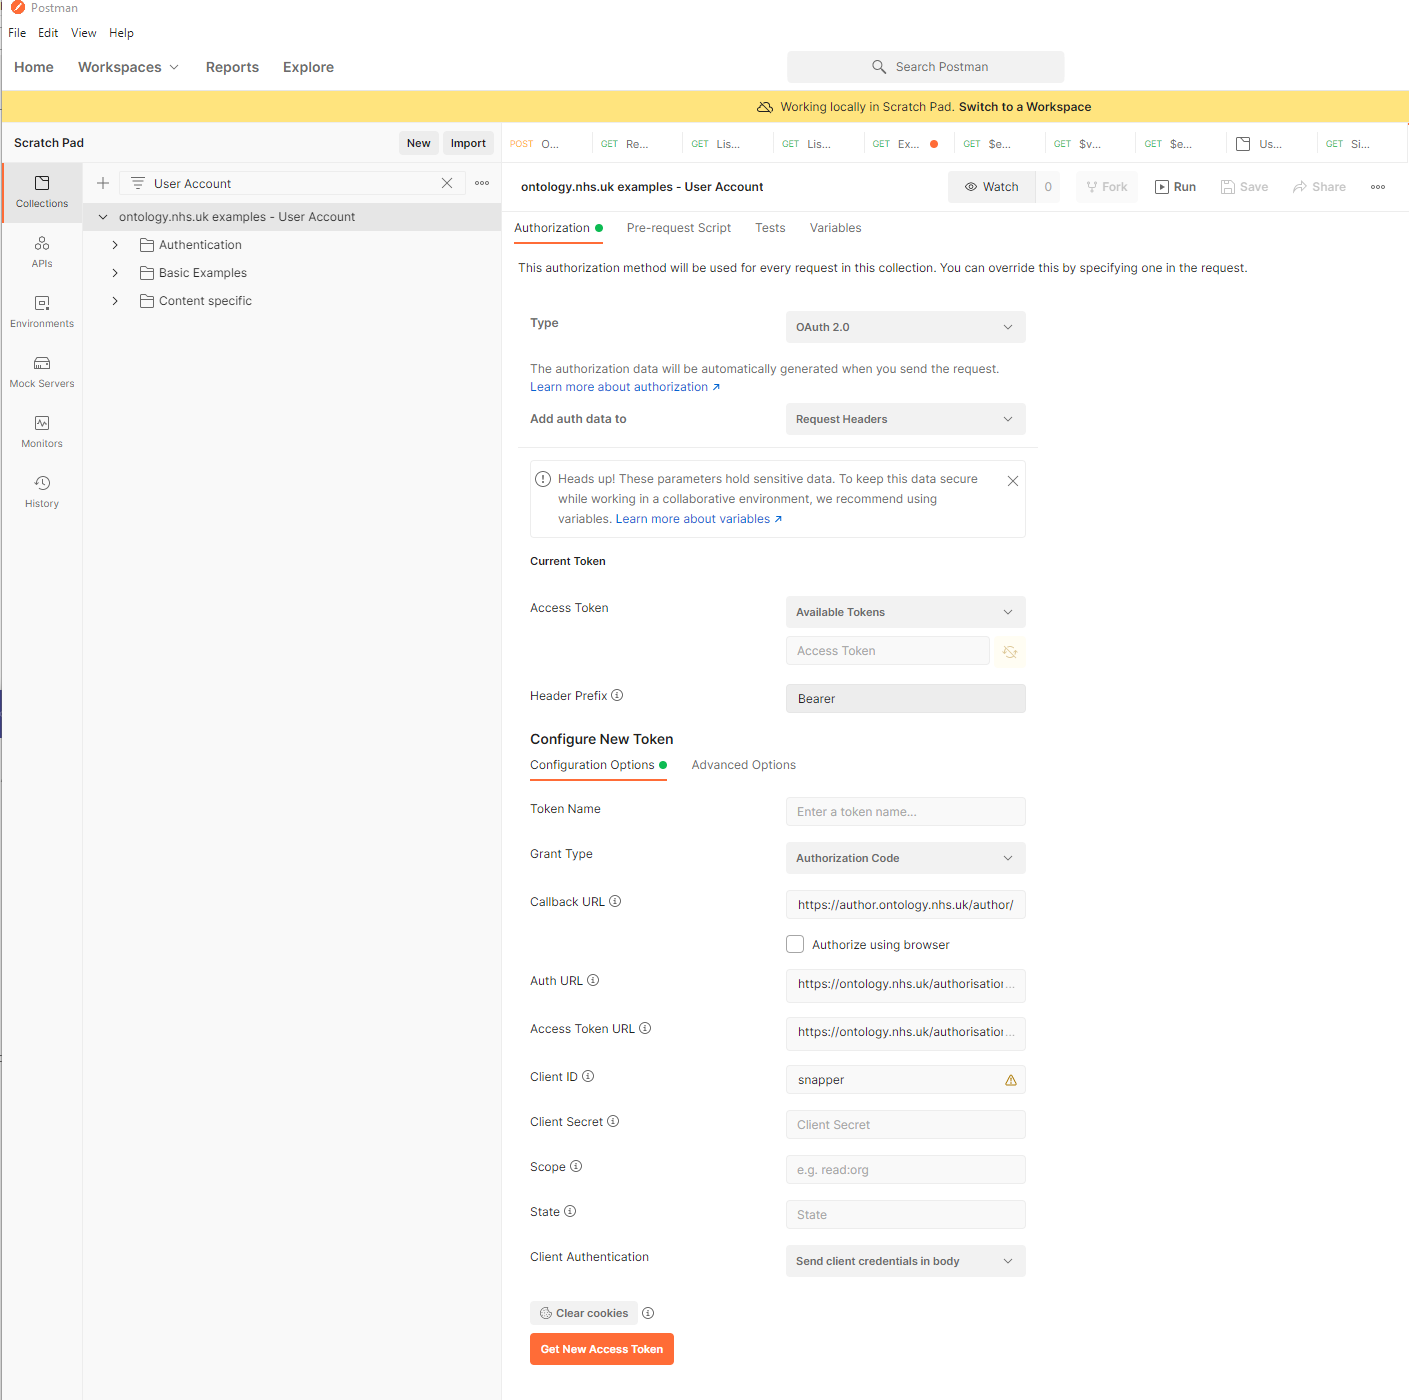 Postman
File Edit View Help
Home Workspaces Reports Explore Search Postman
Working locally in Scratch Pad. Switch to a Workspace
Scratch Pad New Import
POST O... GET Re... GET Lis... GET Lis... GET Ex... GET $e... GET $v... GET $e... Us... GET Si...
Collections
APIs
Environments
Mock Servers
Monitors
History
User Account
ontology.nhs.uk examples - User Account
Authentication
Basic Examples
Content specific
ontology.nhs.uk examples - User Account Watch 0 Fork Run Save Share
Authorization Pre-request Script Tests Variables
This authorization method will be used for every request in this collection. You can override this by specifying one in the request.
Type OAuth 2.0
The authorization data will be automatically generated when you send the request.
Learn more about authorization ↗
Add auth data to Request Headers
Heads up! These parameters hold sensitive data. To keep this data secure
while working in a collaborative environment, we recommend using
variables. Learn more about variables ↗
Current Token
Access Token Available Tokens
Access Token
Header Prefix Bearer
Configure New Token
Configuration Options Advanced Options
Token Name Enter a token name...
Grant Type Authorization Code
Callback URL https://author.ontology.nhs.uk/author/
Authorize using browser
Auth URL https://ontology.nhs.uk/authorisation...
Access Token URL https://ontology.nhs.uk/authorisation...
Client ID snapper
Client Secret Client Secret
Scope e.g. read:org
State State
Client Authentication Send client credentials in body
Clear cookies
Get New Access Token